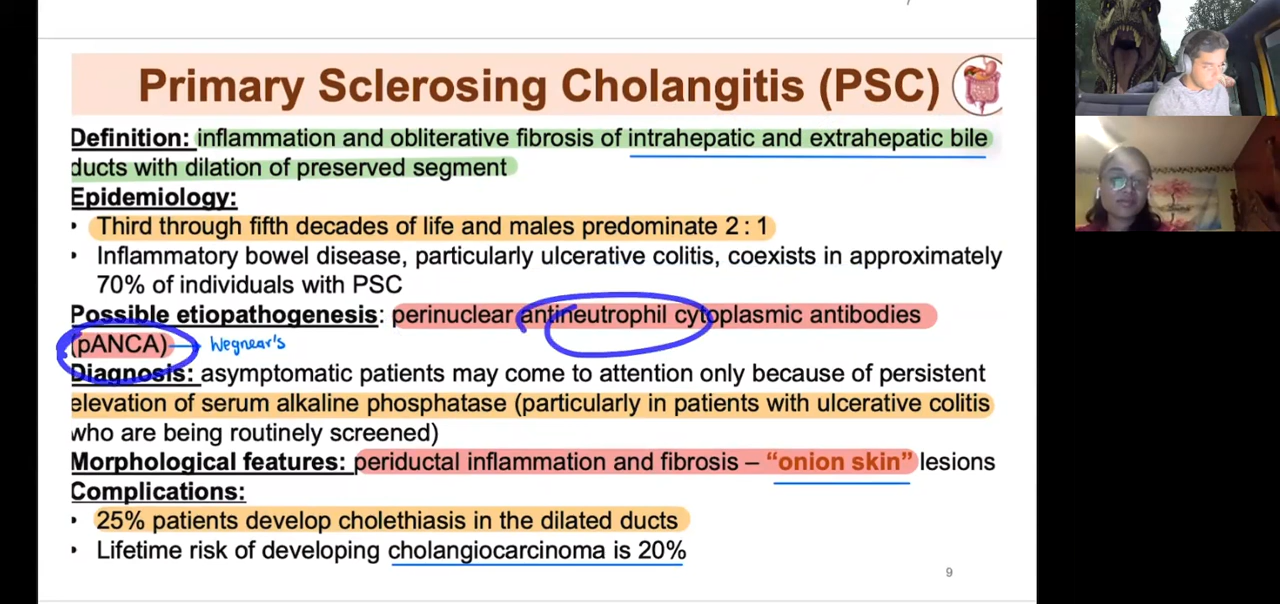 Primary Sclerosing Cholangitis (PSC)
Definition: inflammation and obliterative fibrosis of intrahepatic and extrahepatic bile
ducts with dilation of preserved segment
Epidemiology:
• Third through fifth decades of life and males predominate 2 : 1
• Inflammatory bowel disease, particularly ulcerative colitis, coexists in approximately
70% of individuals with PSC
Possible etiopathogenesis: perinuclear antineutrophil cytoplasmic antibodies
(pANCA) Wegnear's
Diagnosis: asymptomatic patients may come to attention only because of persistent
elevation of serum alkaline phosphatase (particularly in patients with ulcerative colitis
who are being routinely screened)
Morphological features: periductal inflammation and fibrosis – “onion skin” lesions
Complications:
• 25% patients develop cholethiasis in the dilated ducts
• Lifetime risk of developing cholangiocarcinoma is 20%
9